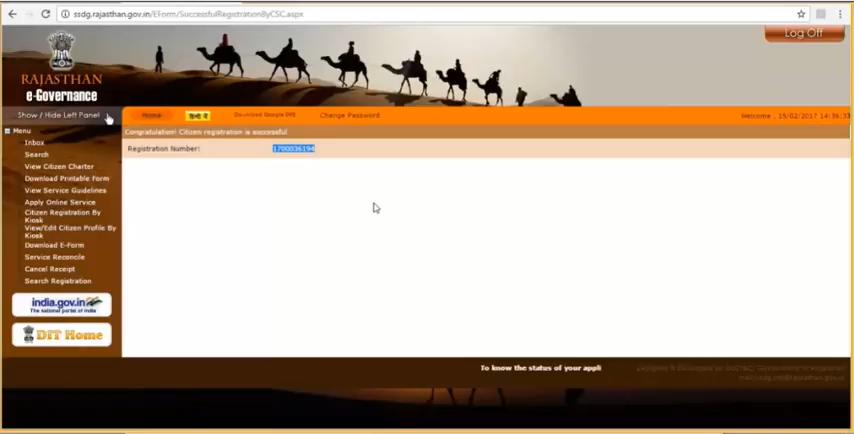 ssdg.rajasthan.gov.in/EForm/SuccessfulRegistrationByCSC.aspx
Log Off
RAJASTHAN
e-Governance
Show / Hide Left Panel
Home
हिन्दी में
Download Google IME
Change Password
Welcome , 15/02/2017 14:36:33
Menu
Congratulation! Citizen registration is successful
Inbox
Registration Number:
1700036194
Search
View Citizen Charter
Download Printable Form
View Service Guidelines
Apply Online Service
Citizen Registration By
Kiosk
View/Edit Citizen Profile By
Kiosk
Download E-Form
Service Reconcile
Cancel Receipt
Search Registration
india.gov.in
The national portal of India
DIT Home
To know the status of your appli